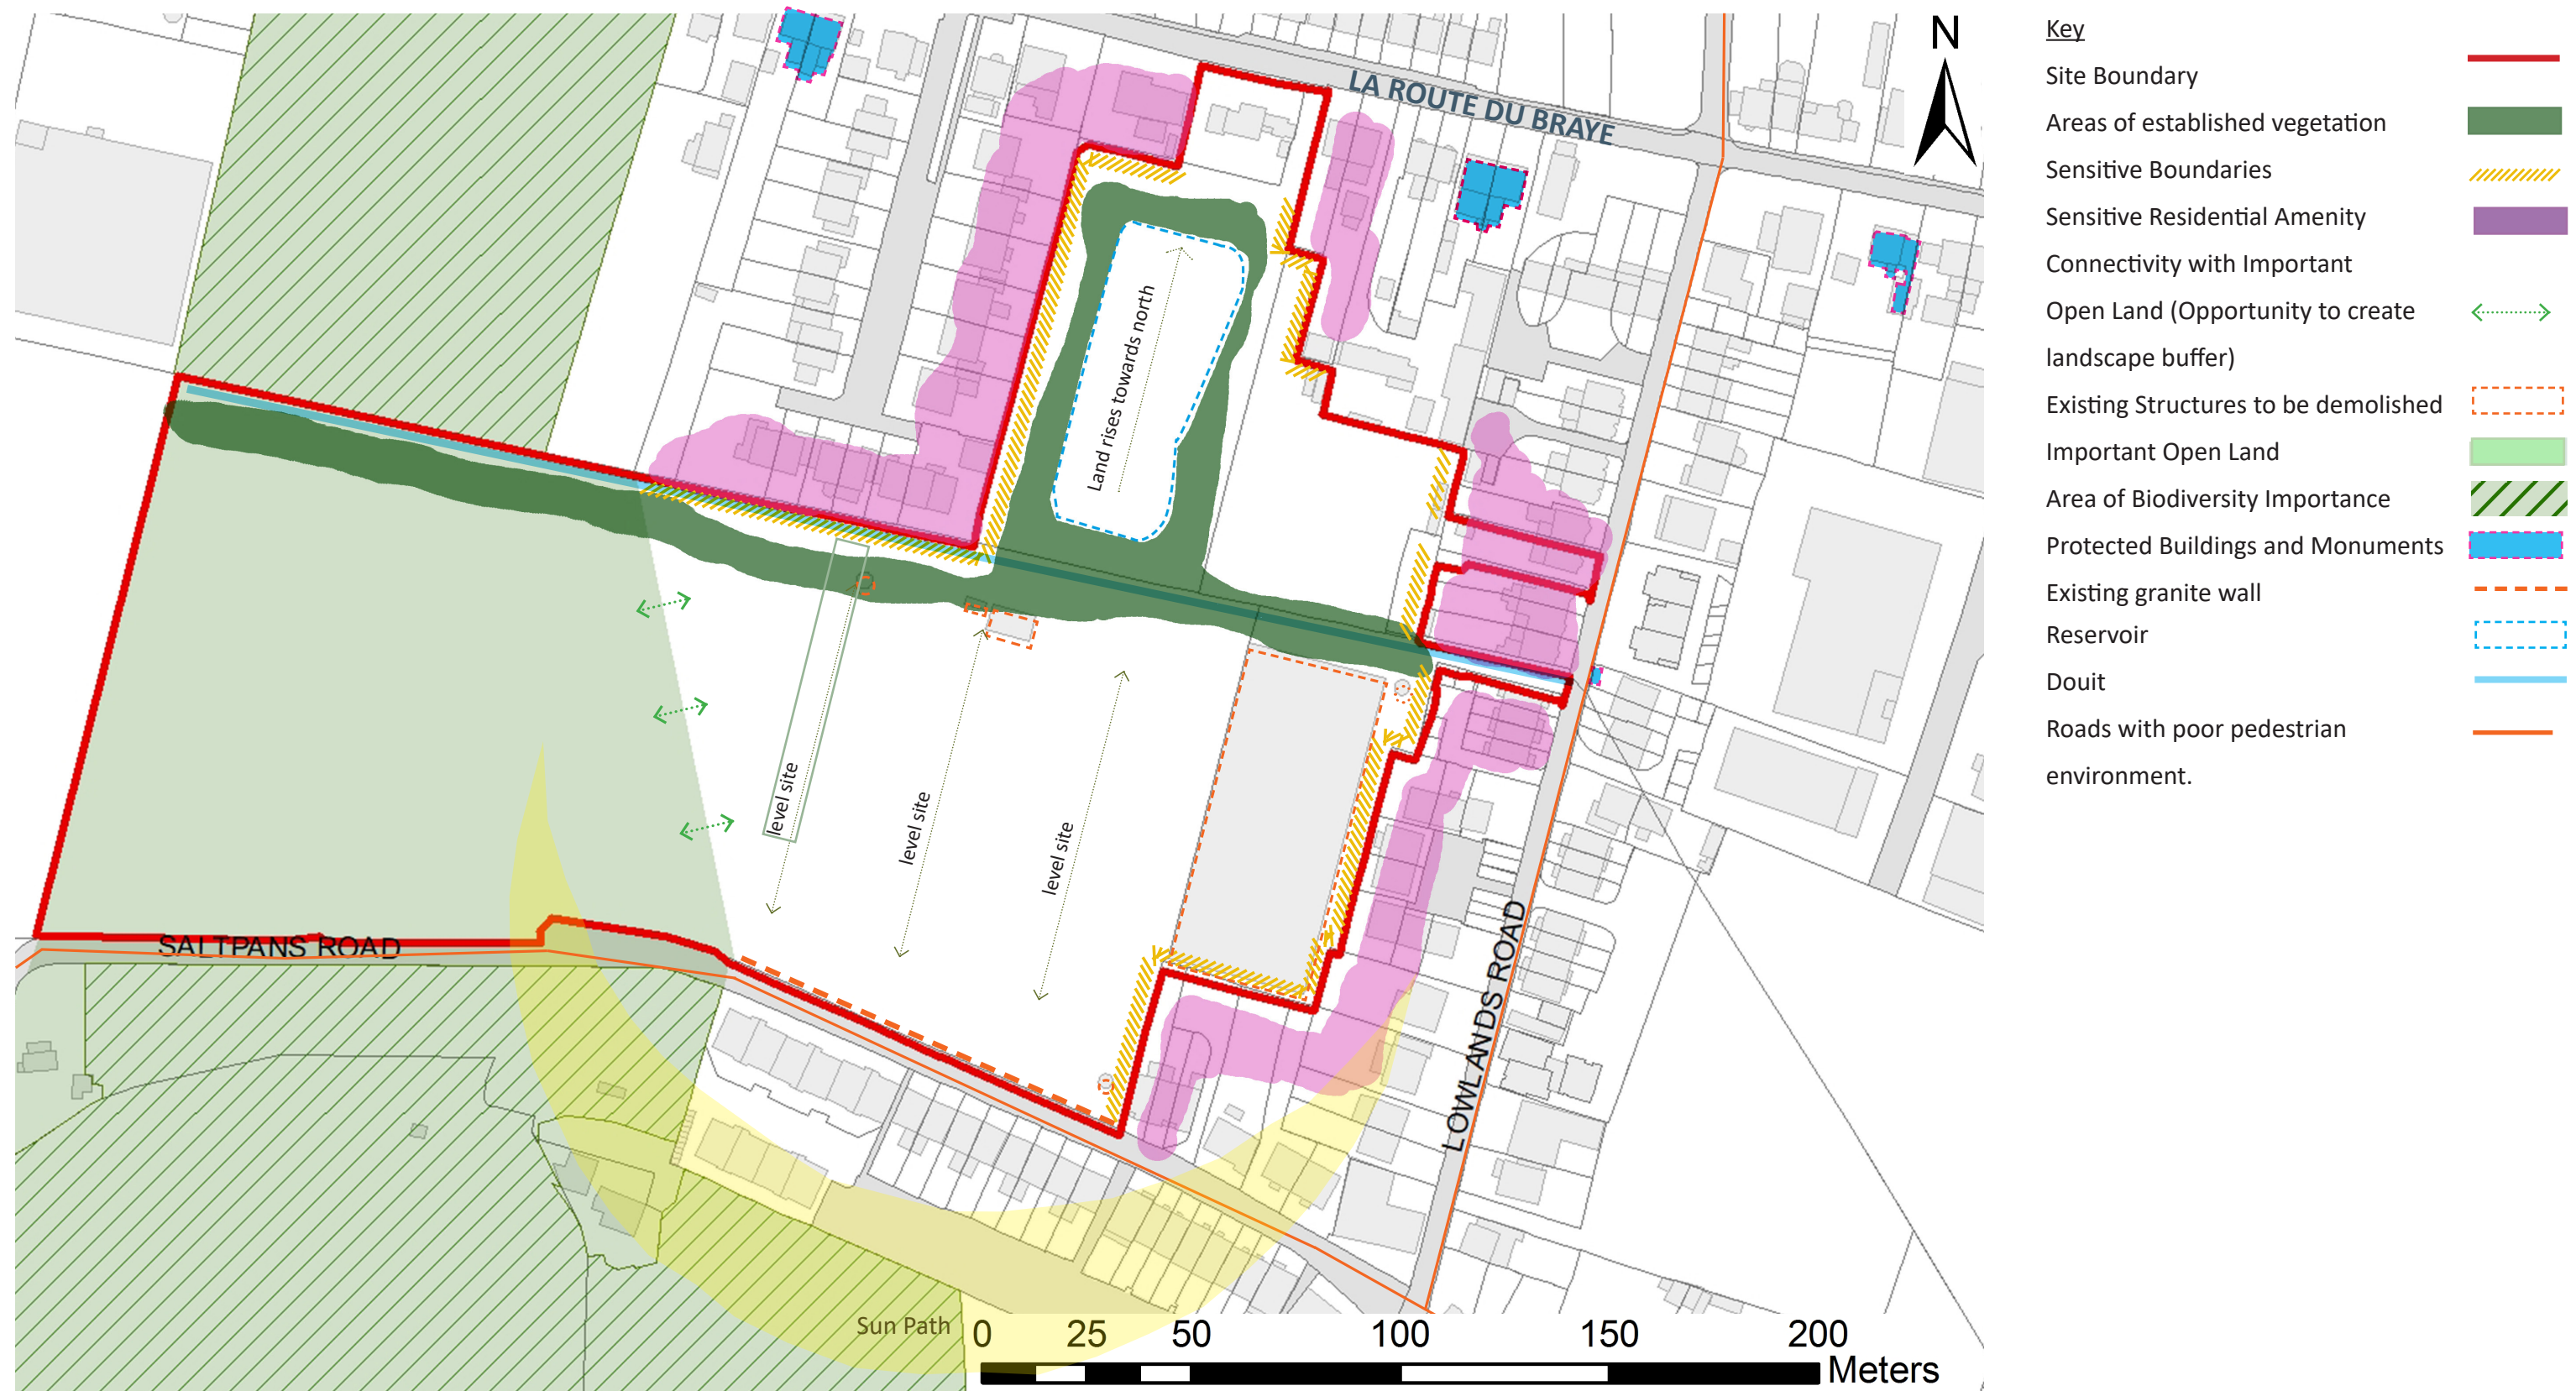 N
LA ROUTE DU BRAYE
Land rises towards north
level site
level site
level site
SALTPANS ROAD
LOWLANDS ROAD
Sun Path
0 25 50 100 150 200
Meters
Key
Site Boundary
Areas of established vegetation
Sensitive Boundaries
Sensitive Residential Amenity
Connectivity with Important
Open Land (Opportunity to create
landscape buffer)
Existing Structures to be demolished
Important Open Land
Area of Biodiversity Importance
Protected Buildings and Monuments
Existing granite wall
Reservoir
Douit
Roads with poor pedestrian
environment.